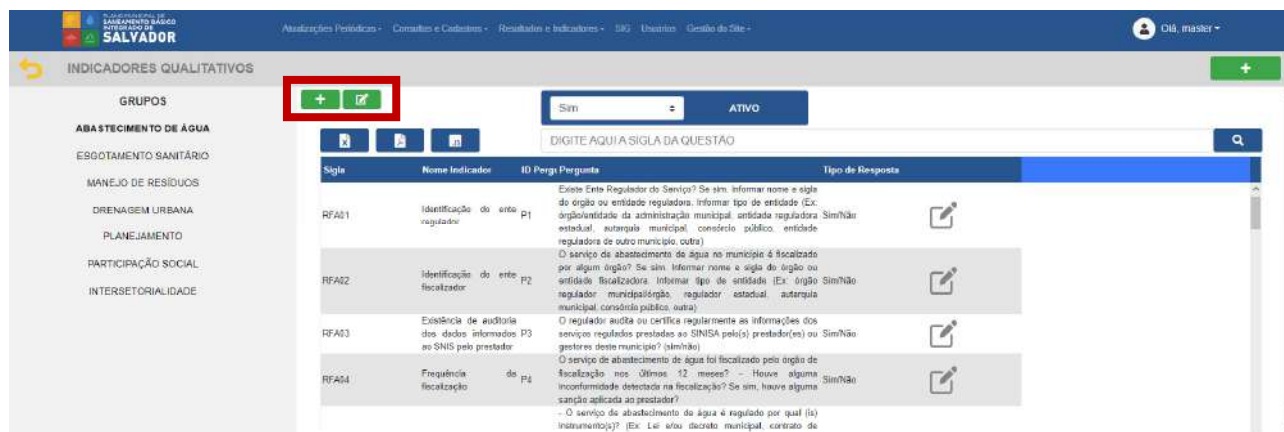 PLANO MUNICIPAL DE
SANEAMENTO BÁSICO
INTEGRADO DE
SALVADOR
Atualizações Periódicas
Consultas e Cadastros
Resultados e Indicadores
SIG
Usuários
Gestão do Site
Olá, master
INDICADORES QUALITATIVOS
+
GRUPOS
ABASTECIMENTO DE ÁGUA
ESGOTAMENTO SANITÁRIO
MANEJO DE RESÍDUOS
DRENAGEM URBANA
PLANEJAMENTO
PARTICIPAÇÃO SOCIAL
INTERSETORIALIDADE
+
Sim
ATIVO
DIGITE AQUI A SIGLA DA QUESTÃO
Sigla Nome Indicador ID Pergu Pergunta Tipo de Resposta
RFA01
Identificação do ente
regulador
P1
Existe Ente Regulador do Serviço? Se sim, Informar nome e sigla
do órgão ou entidade reguladora. Informar tipo de entidade (Ex:
órgão/entidade da administração municipal, entidade reguladora
estadual, autarquia municipal, consórcio público, entidade
reguladora de outro município, outra)
Sim/Não
RFA02
Identificação do ente
fiscalizador
P2
O serviço de abastecimento de água no município é fiscalizado
por algum órgão? Se sim, Informar nome e sigla do órgão ou
entidade fiscalizadora. Informar tipo de entidade (Ex: órgão
regulador municipal/órgão, regulador estadual, autarquia
municipal, consórcio público, outra)
Sim/Não
RFA03
Existência de auditoria
dos dados informados
ao SNIS pelo prestador
P3
O regulador audita ou certifica regularmente as informações dos
serviços regulados prestadas ao SINISA pelo(s) prestador(es) ou
gestores deste município? (sim/não)
Sim/Não
RFA04
Frequência de
fiscalização
P4
O serviço de abastecimento de água foi fiscalizado pelo órgão de
fiscalização nos últimos 12 meses? – Houve alguma
inconformidade detectada na fiscalização? Se sim, houve alguma
sanção aplicada ao prestador?
Sim/Não
- O serviço de abastecimento de água é regulado por qual (is)
instrumento(s)? (Ex: Lei e/ou decreto municipal, contrato de